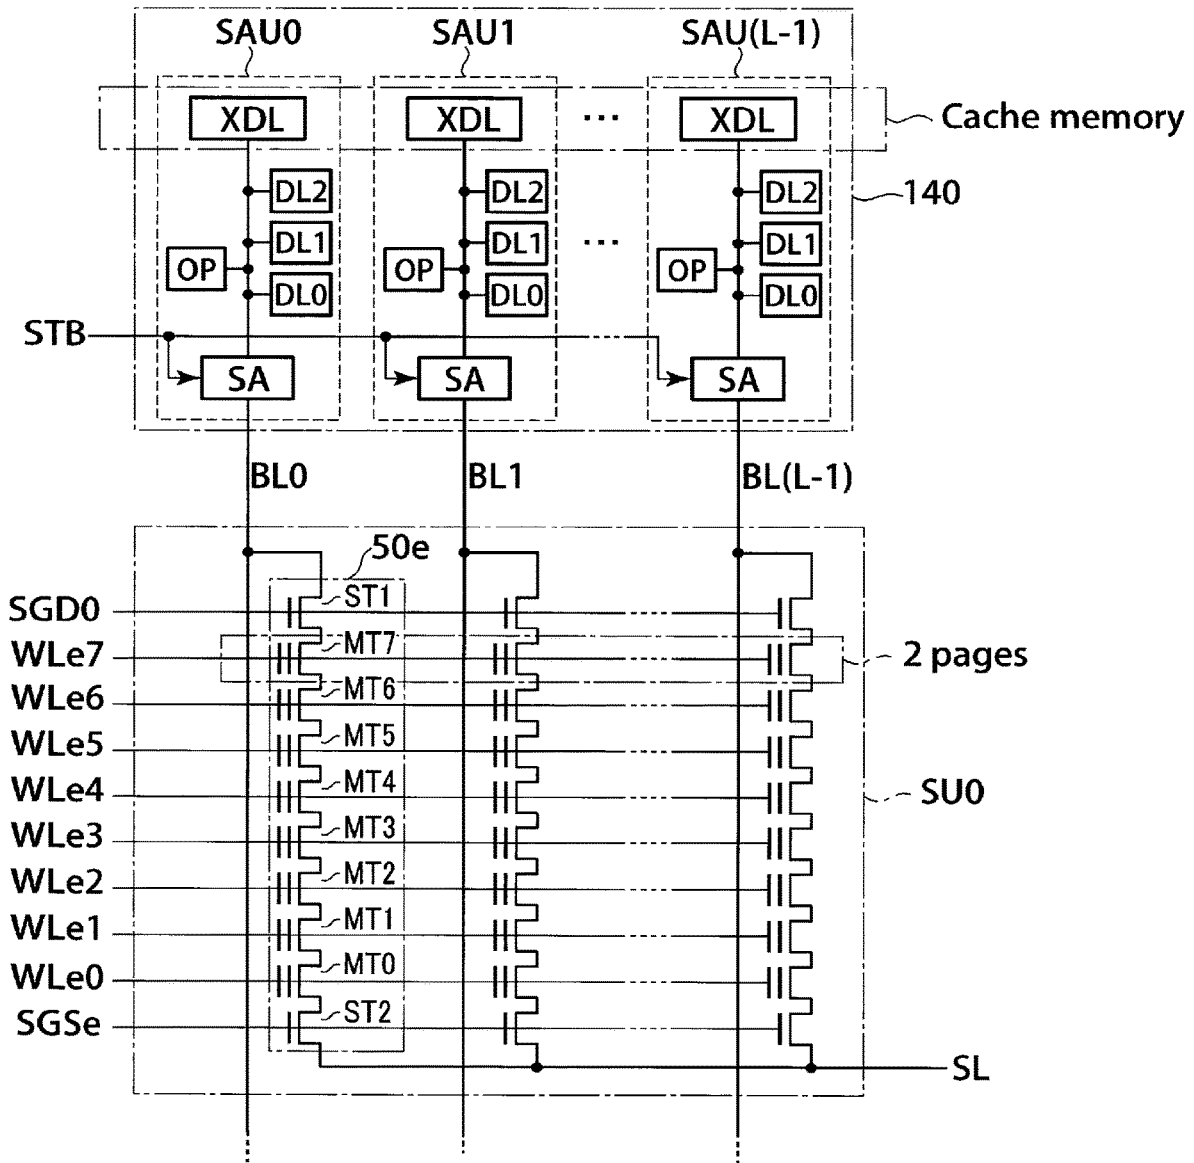 SAU0 SAU1 SAU(L-1)
XDL XDL ... XDL Cache memory
DL2 DL2 DL2 140
DL1 DL1 ... DL1
OP OP OP
DL0 DL0 DL0
STB
SA SA SA
BL0 BL1 BL(L-1)
50e
SGD0 ST1
WLe7 MT7 2 pages
WLe6 MT6
WLe5 MT5
WLe4 MT4 SU0
WLe3 MT3
WLe2 MT2
WLe1 MT1
WLe0 MT0
SGSe ST2
SL